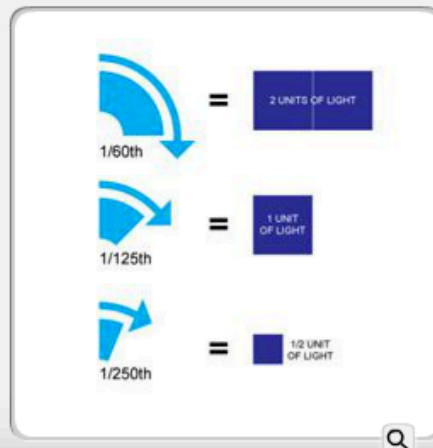 =
2 UNITS OF LIGHT
1/60th
=
1 UNIT
OF LIGHT
1/125th
=
1/2 UNIT
OF LIGHT
1/250th